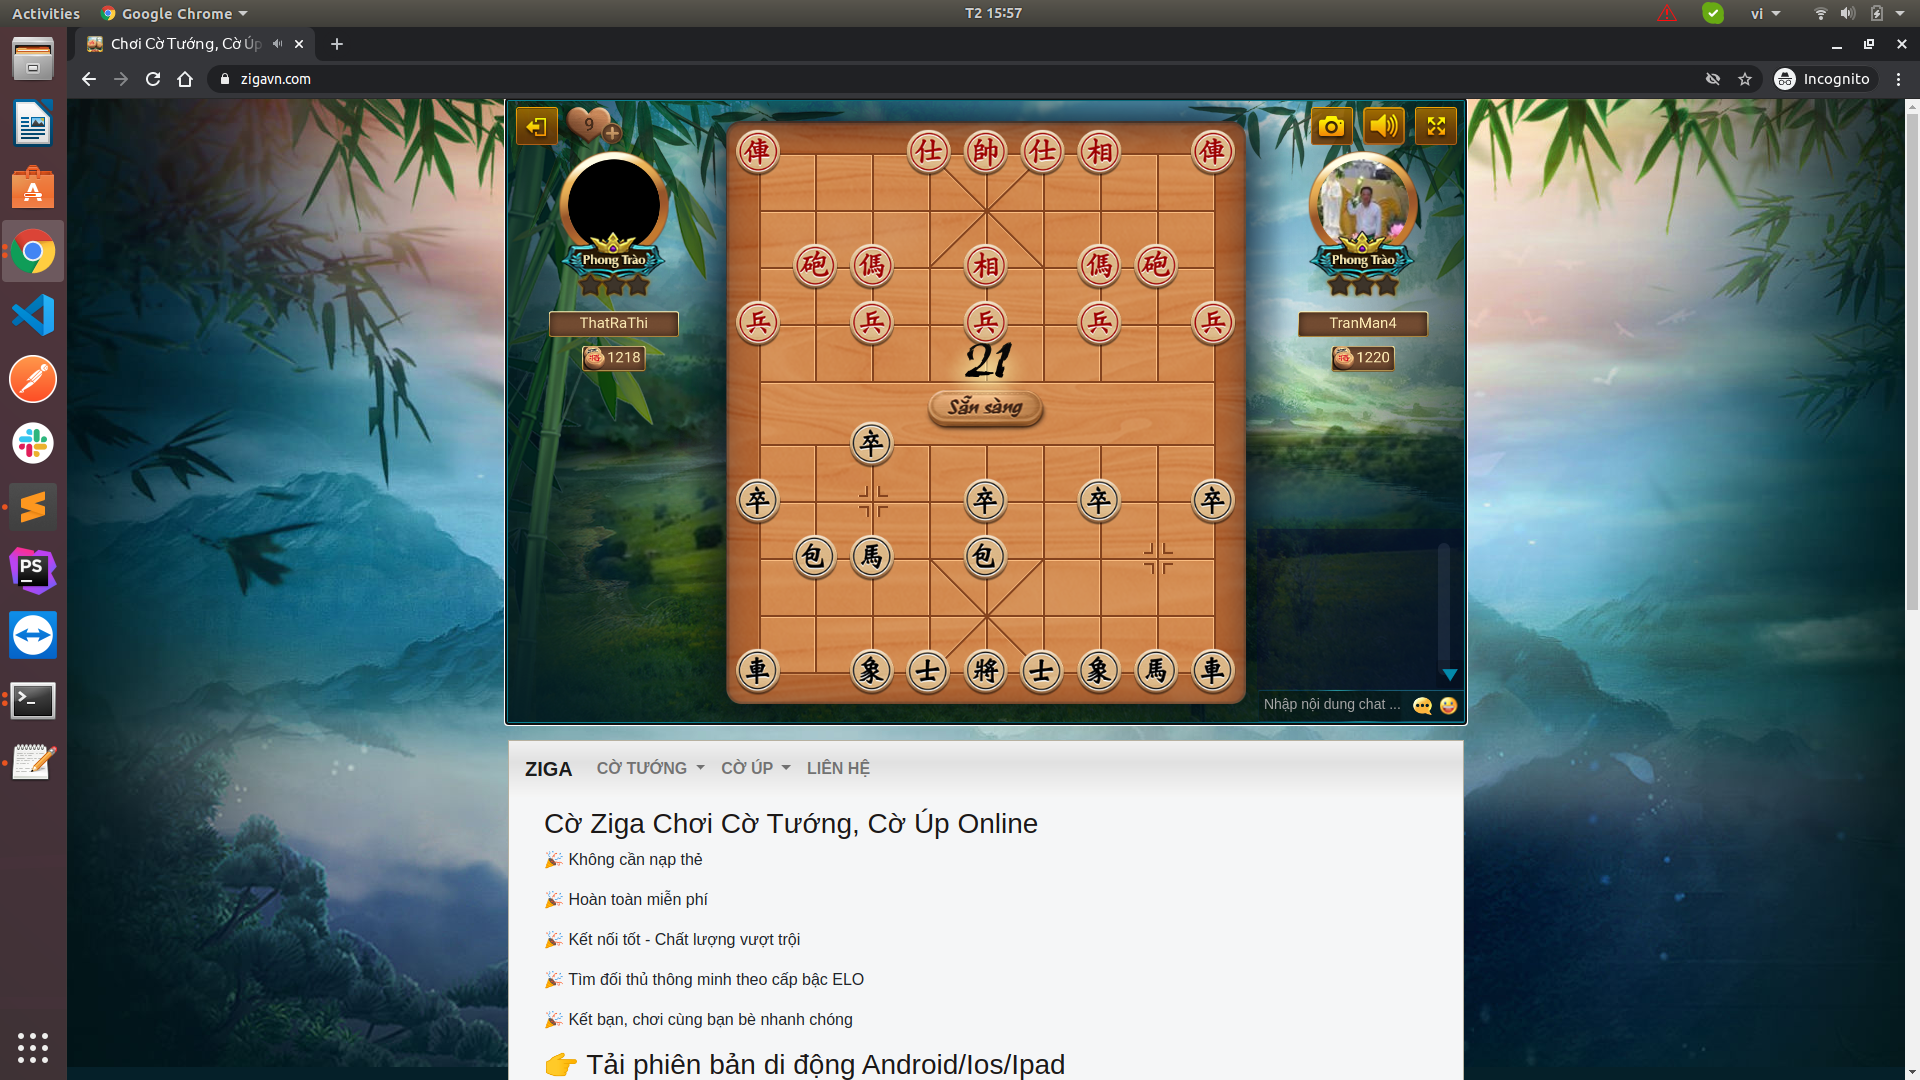 Activities
Google Chrome
T2 15:57
vi
Chơi Cờ Tướng, Cờ Úp
zigavn.com
Incognito
9
俥 仕 帥 仕 相 俥
Phong Trào
Phong Trào
砲 傌 相 傌 砲
兵 兵 兵 兵 兵
ThatRaThi
TranMan4
1218
1220
21
Sẵn sàng
卒
卒 卒 卒 卒
包 馬 包
車 象 士 將 士 象 馬 車
PS
Nhập nội dung chat ...
ZIGA CỜ TƯỚNG CỜ ÚP LIÊN HỆ
Cờ Ziga Chơi Cờ Tướng, Cờ Úp Online
🎉 Không cần nạp thẻ
🎉 Hoàn toàn miễn phí
🎉 Kết nối tốt - Chất lượng vượt trội
🎉 Tìm đối thủ thông minh theo cấp bậc ELO
🎉 Kết bạn, chơi cùng bạn bè nhanh chóng
👉 Tải phiên bản di động Android/Ios/Ipad